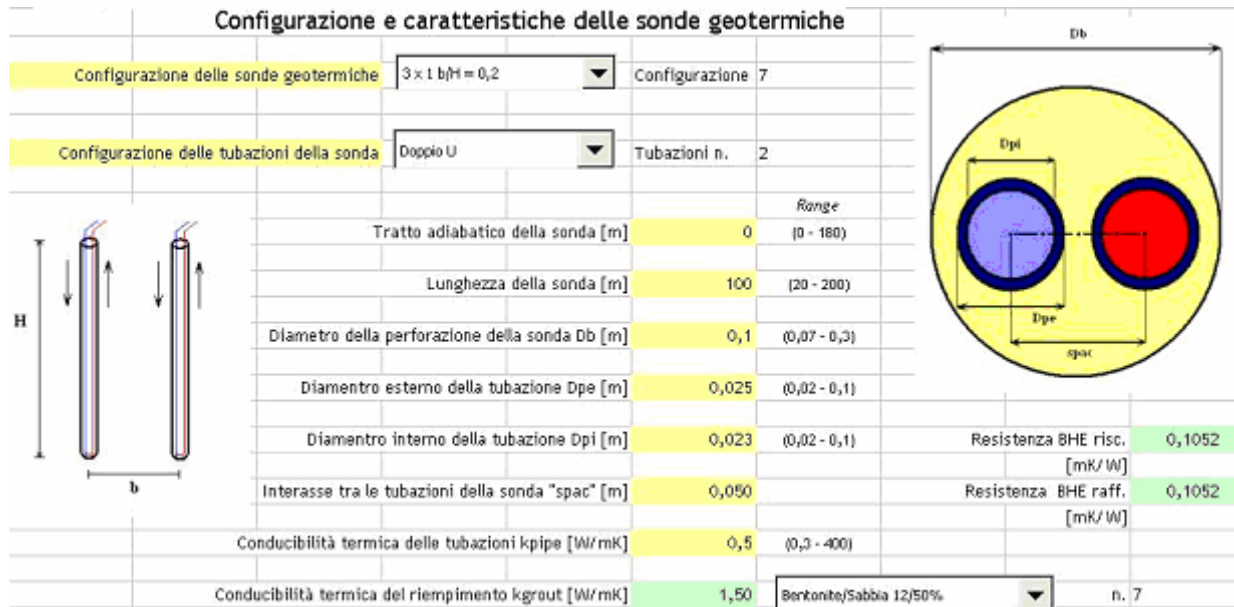 Configurazione e caratteristiche delle sonde geotermiche
Db
Configurazione delle sonde geotermiche 3 x 1 b/H = 0,2 Configurazione 7
Configurazione delle tubazioni della sonda Doppio U Tubazioni n. 2
Dpi
Range
Tratto adiabatico della sonda [m] 0 (0 - 180)
Lunghezza della sonda [m] 100 (20 - 200)
H
Dpe
Diametro della perforazione della sonda Db [m] 0,1 (0,07 - 0,3)
spac
Diamentro esterno della tubazione Dpe [m] 0,025 (0,02 - 0,1)
Diamentro interno della tubazione Dpi [m] 0,023 (0,02 - 0,1) Resistenza BHE risc. 0,1052
[mK/W]
b
Interasse tra le tubazioni della sonda "spac" [m] 0,050 Resistenza BHE raff. 0,1052
[mK/W]
Conducibilità termica delle tubazioni kpipe [W/mK] 0,5 (0,3 - 400)
Conducibilità termica del riempimento kgrout [W/mK] 1,50 Bentonite/Sabbia 12/50% n. 7